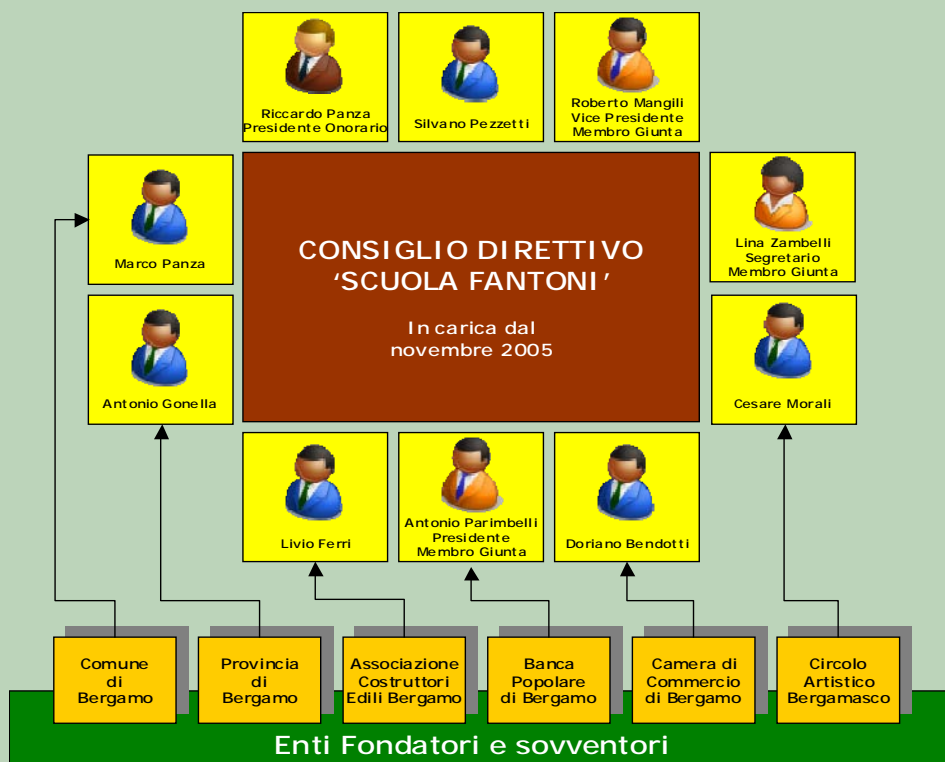 Riccardo Panza
Presidente Onorario
Silvano Pezzetti
Roberto Mangili
Vice Presidente
Membro Giunta
Marco Panza
CONSIGLIO DIRETTIVO
‘SCUOLA FANTONI’
In carica dal
novembre 2005
Lina Zambelli
Segretario
Membro Giunta
Antonio Gonella
Cesare Morali
Livio Ferri
Antonio Parimbelli
Presidente
Membro Giunta
Doriano Bendotti
Comune
di
Bergamo
Provincia
di
Bergamo
Associazione
Costruttori
Edili Bergamo
Banca
Popolare
di Bergamo
Camera di
Commercio
di Bergamo
Circolo
Artistico
Bergamasco
Enti Fondatori e sovventori